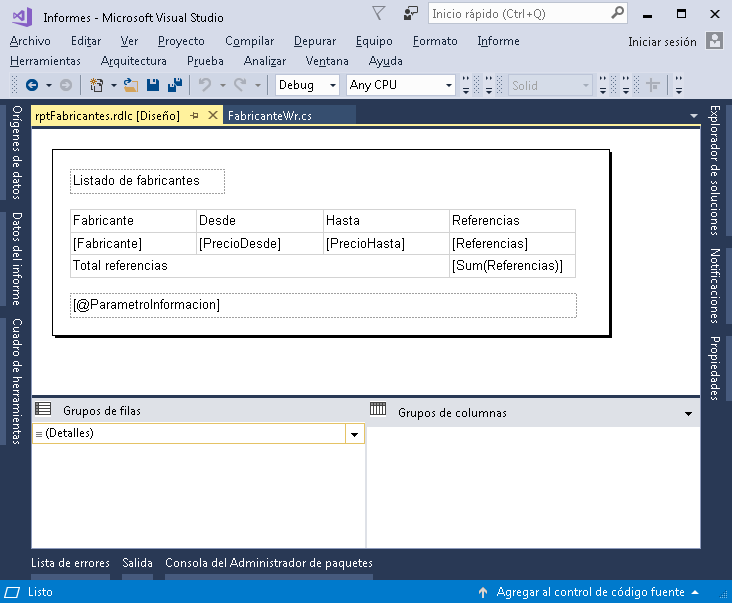 Informes - Microsoft Visual Studio
Inicio rápido (Ctrl+Q)
Archivo Editar Ver Proyecto Compilar Depurar Equipo Formato Informe
Iniciar sesión
Herramientas Arquitectura Prueba Analizar Ventana Ayuda
Debug Any CPU Solid
rptFabricantes.rdlc [Diseño] FabricanteWr.cs
Orígenes de datos
Datos del informe
Cuadro de herramientas
Listado de fabricantes
Fabricante Desde Hasta Referencias
[Fabricante] [PrecioDesde] [PrecioHasta] [Referencias]
Total referencias [Sum(Referencias)]
[@ParametroInformacion]
Explorador de soluciones
Notificaciones
Propiedades
Grupos de filas Grupos de columnas
(Detalles)
Lista de errores Salida Consola del Administrador de paquetes
Listo Agregar al control de código fuente